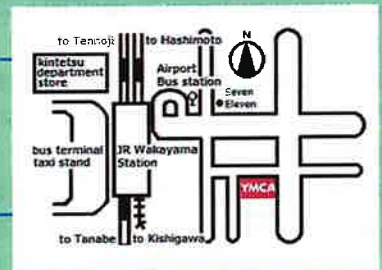 to Tennoji
to Hashimoto
N
kintetsu
department
store
Airport
Bus station
Seven
Eleven
bus terminal
taxi stand
JR Wakayama
Station
YMCA
to Tanabe
to Kishigawa